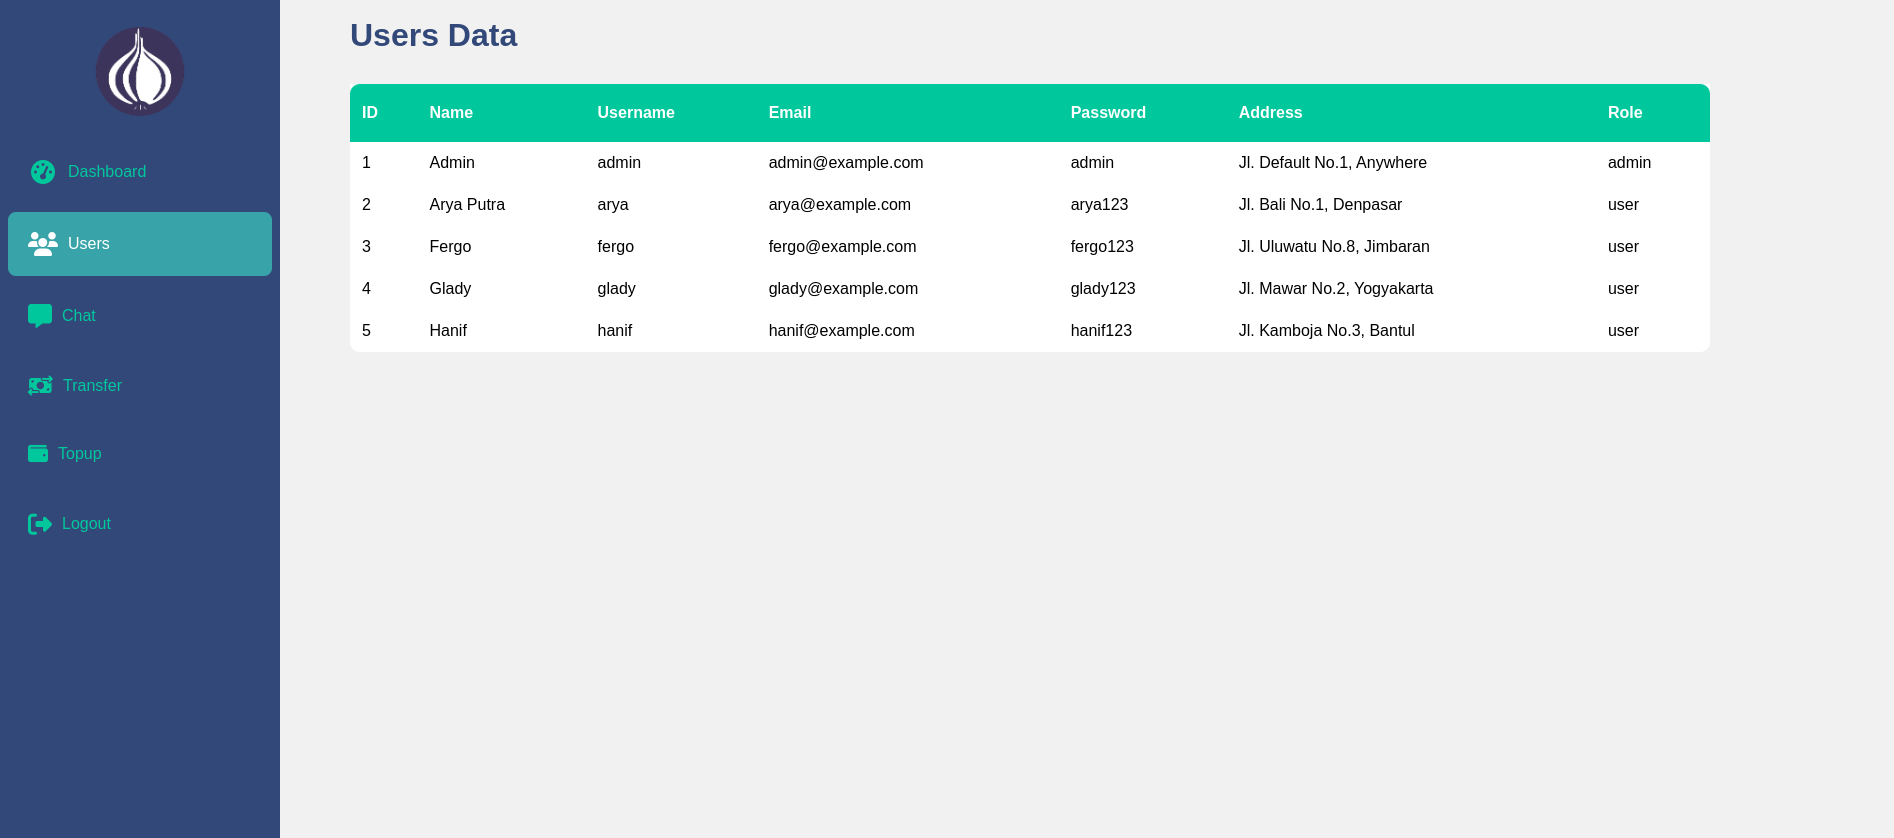 Users Data
Dashboard
Users
Chat
Transfer
Topup
Logout
ID Name Username Email Password Address Role
1 Admin admin admin@example.com admin Jl. Default No.1, Anywhere admin
2 Arya Putra arya arya@example.com arya123 Jl. Bali No.1, Denpasar user
3 Fergo fergo fergo@example.com fergo123 Jl. Uluwatu No.8, Jimbaran user
4 Glady glady glady@example.com glady123 Jl. Mawar No.2, Yogyakarta user
5 Hanif hanif hanif@example.com hanif123 Jl. Kamboja No.3, Bantul user